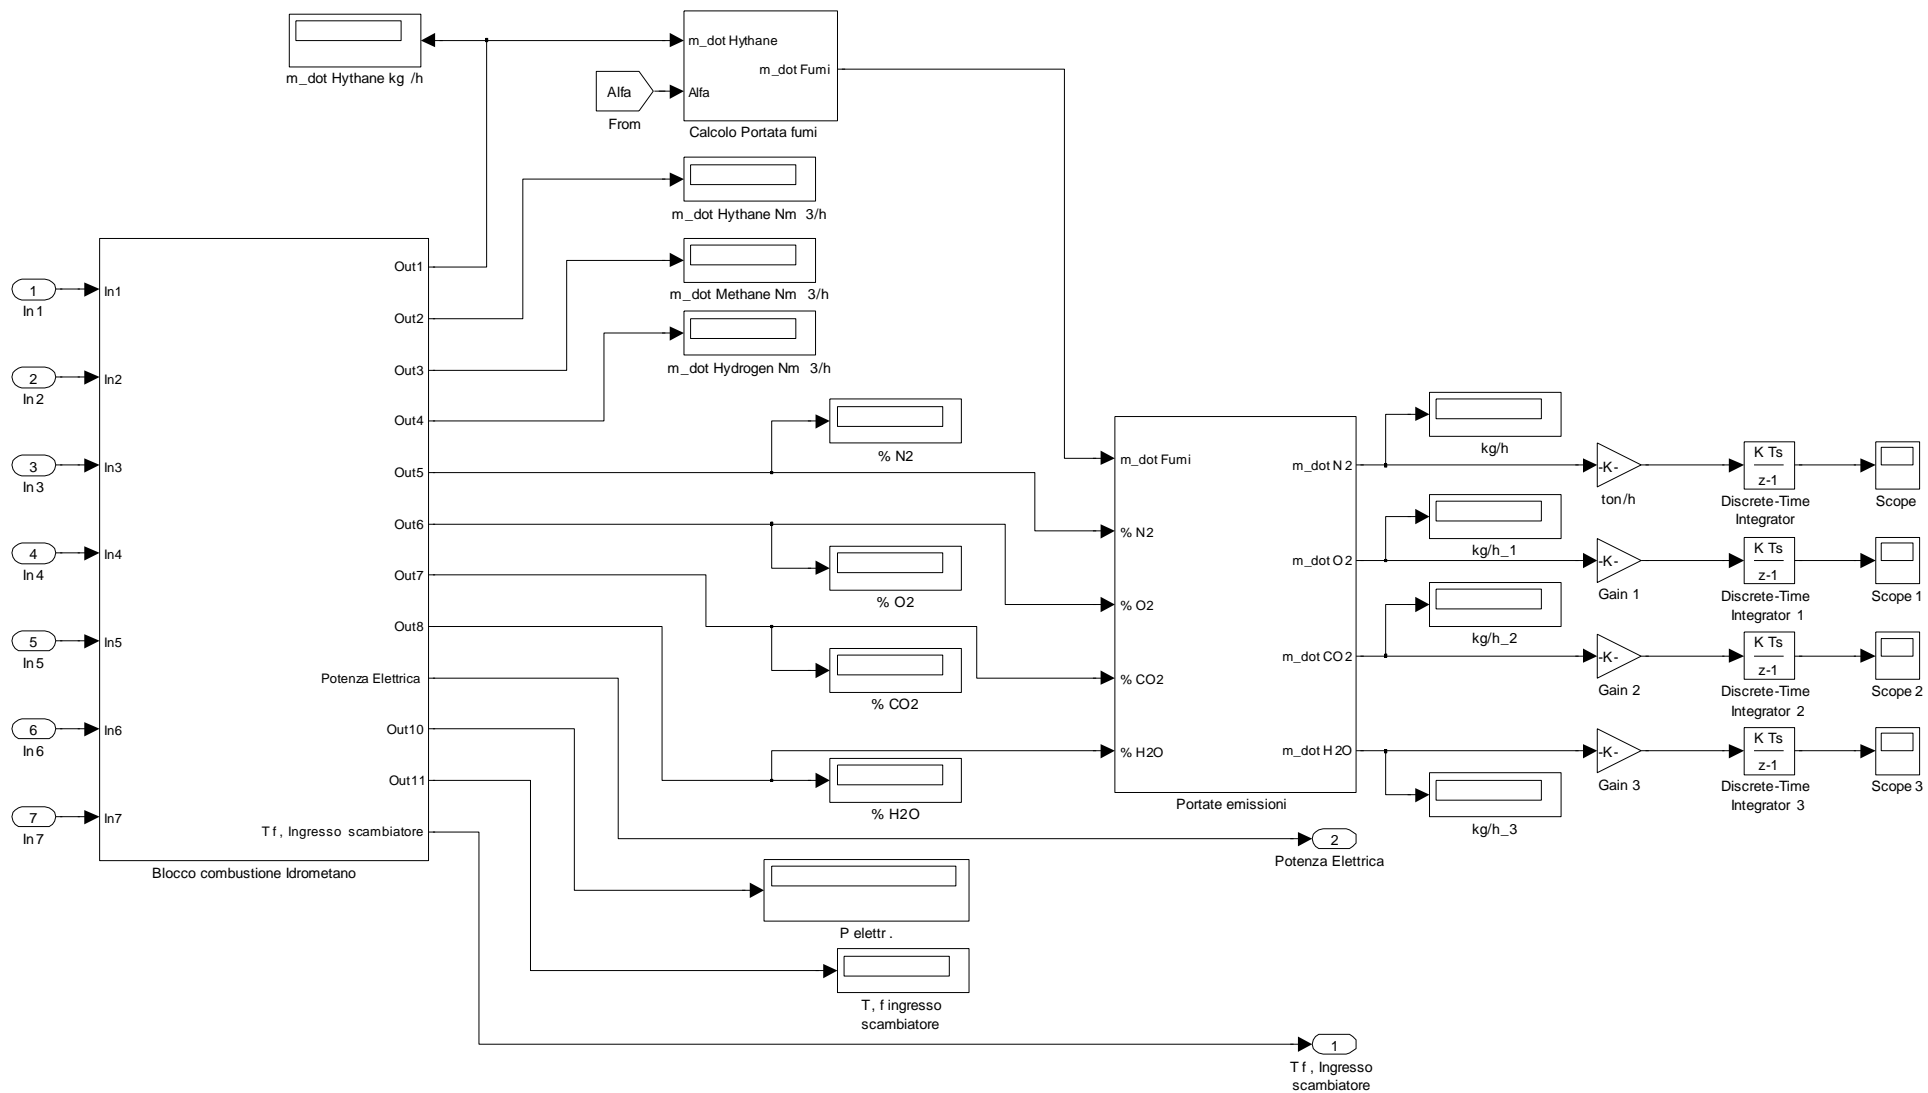 m_dot Hythane kg /h
Alfa
From
m_dot Hythane
m_dot Fumi
Alfa
Calcolo Portata fumi
m_dot Hythane Nm 3/h
m_dot Methane Nm 3/h
m_dot Hydrogen Nm 3/h
1
In1
2
In2
3
In3
4
In4
5
In5
6
In6
7
In7
In1
In2
In3
In4
In5
In6
In7
Out1
Out2
Out3
Out4
Out5
Out6
Out7
Out8
Potenza Elettrica
Out10
Out11
Tf , Ingresso scambiatore
Blocco combustione Idrometano
% N2
% O2
% CO2
% H2O
P elettr .
T, f ingresso
scambiatore
m_dot Fumi
% N2
% O2
% CO2
% H2O
m_dot N2
m_dot O2
m_dot CO2
m_dot H2O
Portate emissioni
2
Potenza Elettrica
1
Tf , Ingresso
scambiatore
kg/h
kg/h_1
kg/h_2
kg/h_3
-K-
ton/h
K Ts
z-1
Discrete-Time
Integrator
Scope
-K-
Gain 1
K Ts
z-1
Discrete-Time
Integrator 1
Scope 1
-K-
Gain 2
K Ts
z-1
Discrete-Time
Integrator 2
Scope 2
-K-
Gain 3
K Ts
z-1
Discrete-Time
Integrator 3
Scope 3